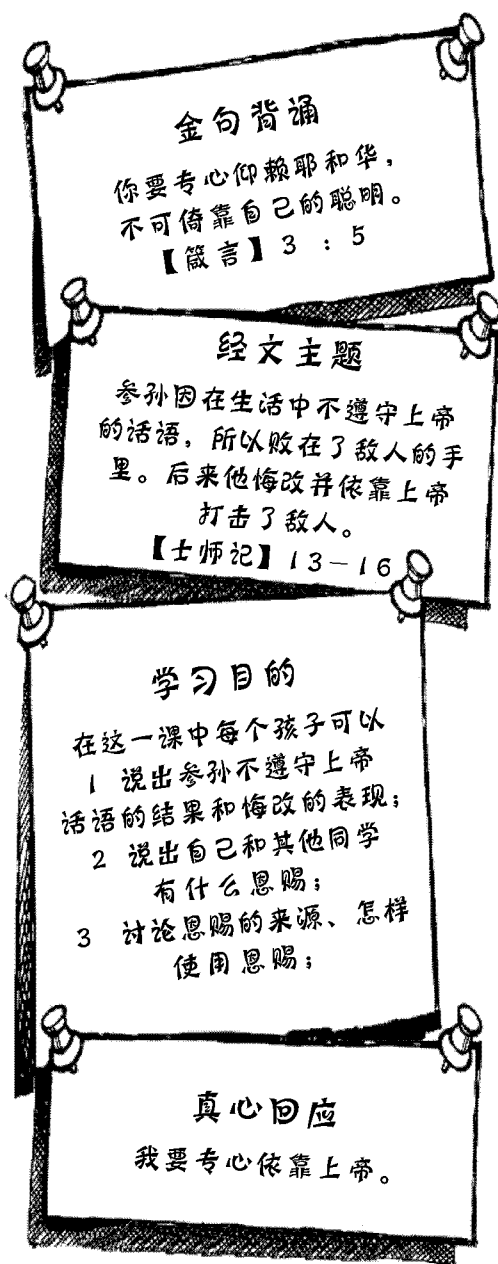 金句背诵
你要专心仰赖耶和华，
不可倚靠自己的聪明。
【箴言】3 : 5
经文主题
参孙因在生活中不遵守上帝
的话语，所以败在了敌人的手
里。后来他悔改并依靠上帝
打击了敌人。
【士师记】13-16
学习目的
在这一课中每个孩子可以
1 说出参孙不遵守上帝
话语的结果和悔改的表现；
2 说出自己和其他同学
有什么恩赐；
3 讨论恩赐的来源、怎样
使用恩赐；
真心回应
我要专心依靠上帝。